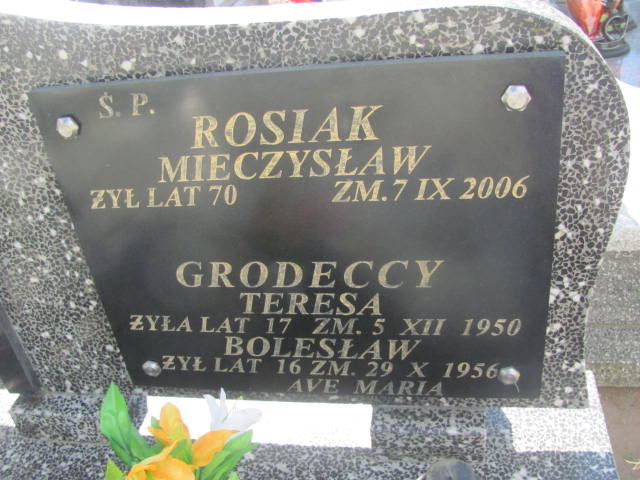 Ś. P.
ROSIAK
MIECZYSŁAW
ŻYŁ LAT 70 ZM. 7 IX 2006
GRODECCY
TERESA
ŻYŁA LAT 17 ZM. 5 XII 1950
BOLESŁAW
ŻYŁ LAT 16 ZM. 29 X 1956
AVE MARIA